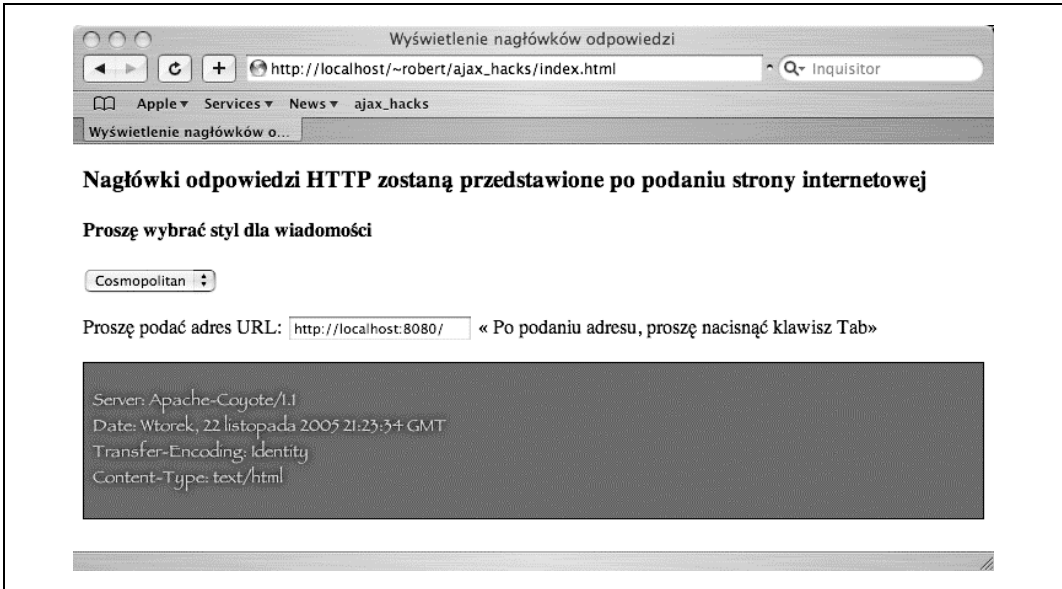 Wyświetlenie nagłówków odpowiedzi
http://localhost/~robert/ajax_hacks/index.html
Inquisitor
Apple Services News ajax_hacks
Wyświetlenie nagłówków o...
Nagłówki odpowiedzi HTTP zostaną przedstawione po podaniu strony internetowej
Proszę wybrać styl dla wiadomości
Cosmopolitan
Proszę podać adres URL: http://localhost:8080/ « Po podaniu adresu, proszę nacisnąć klawisz Tab»
Server: Apache-Coyote/1.1
Date: Wtorek, 22 listopada 2005 21:23:34 GMT
Transfer-Encoding: Identity
Content-Type: text/html